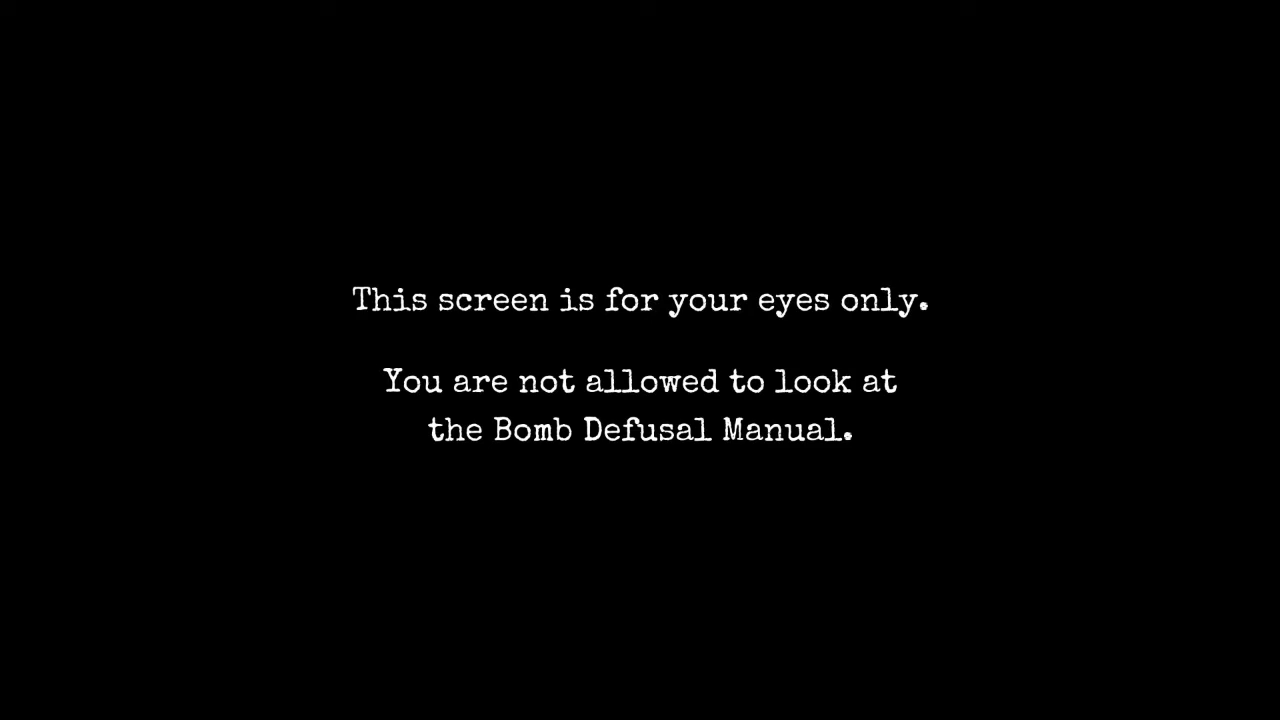 This screen is for your eyes only.
You are not allowed to look at
the Bomb Defusal Manual.